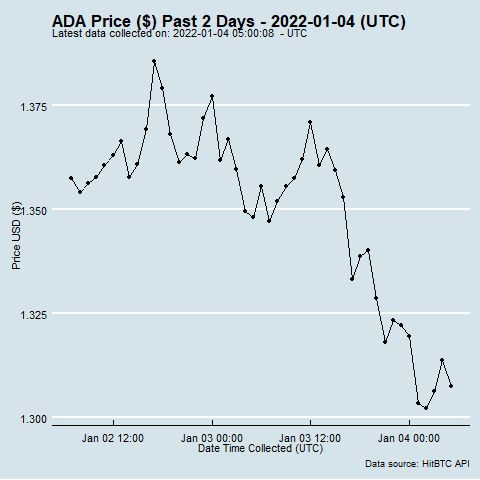 ADA Price ($) Past 2 Days - 2022-01-04 (UTC)
Latest data collected on: 2022-01-04 05:00:08 - UTC
1.375
1.350
1.325
1.300
Price USD ($)
Jan 02 12:00 Jan 03 00:00 Jan 03 12:00 Jan 04 00:00
Date Time Collected (UTC)
Data source: HitBTC API